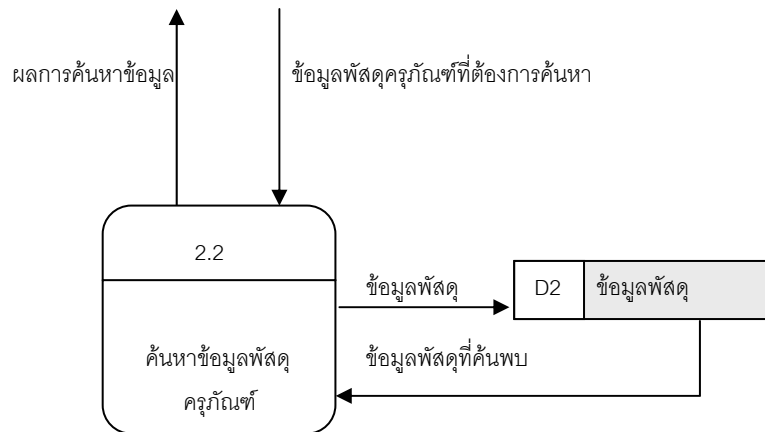 ผลการค้นหาข้อมูล
ข้อมูลพัสดุครุภัณฑ์ที่ต้องการค้นหา
2.2
ข้อมูลพัสดุ
D2
ข้อมูลพัสดุ
ค้นหาข้อมูลพัสดุ
ครุภัณฑ์
ข้อมูลพัสดุที่ค้นพบ